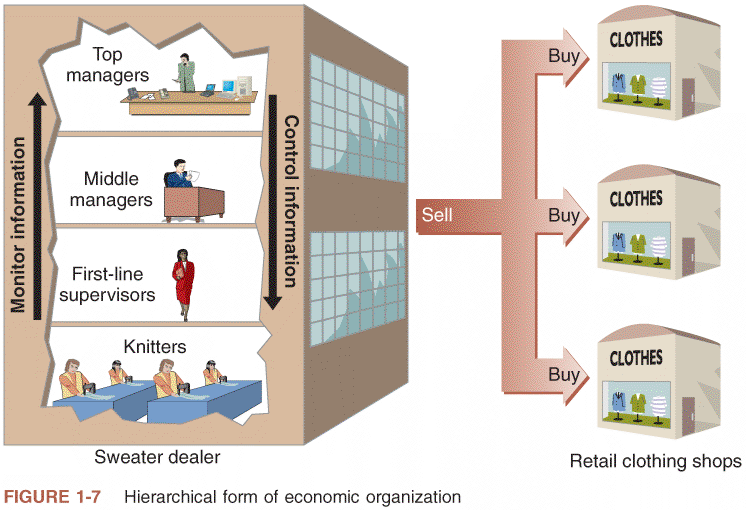 Top
managers
Monitor information
Control information
Middle
managers
First-line
supervisors
Knitters
Sweater dealer
Sell
Buy
CLOTHES
Buy
CLOTHES
Buy
CLOTHES
Retail clothing shops
FIGURE 1-7 Hierarchical form of economic organization